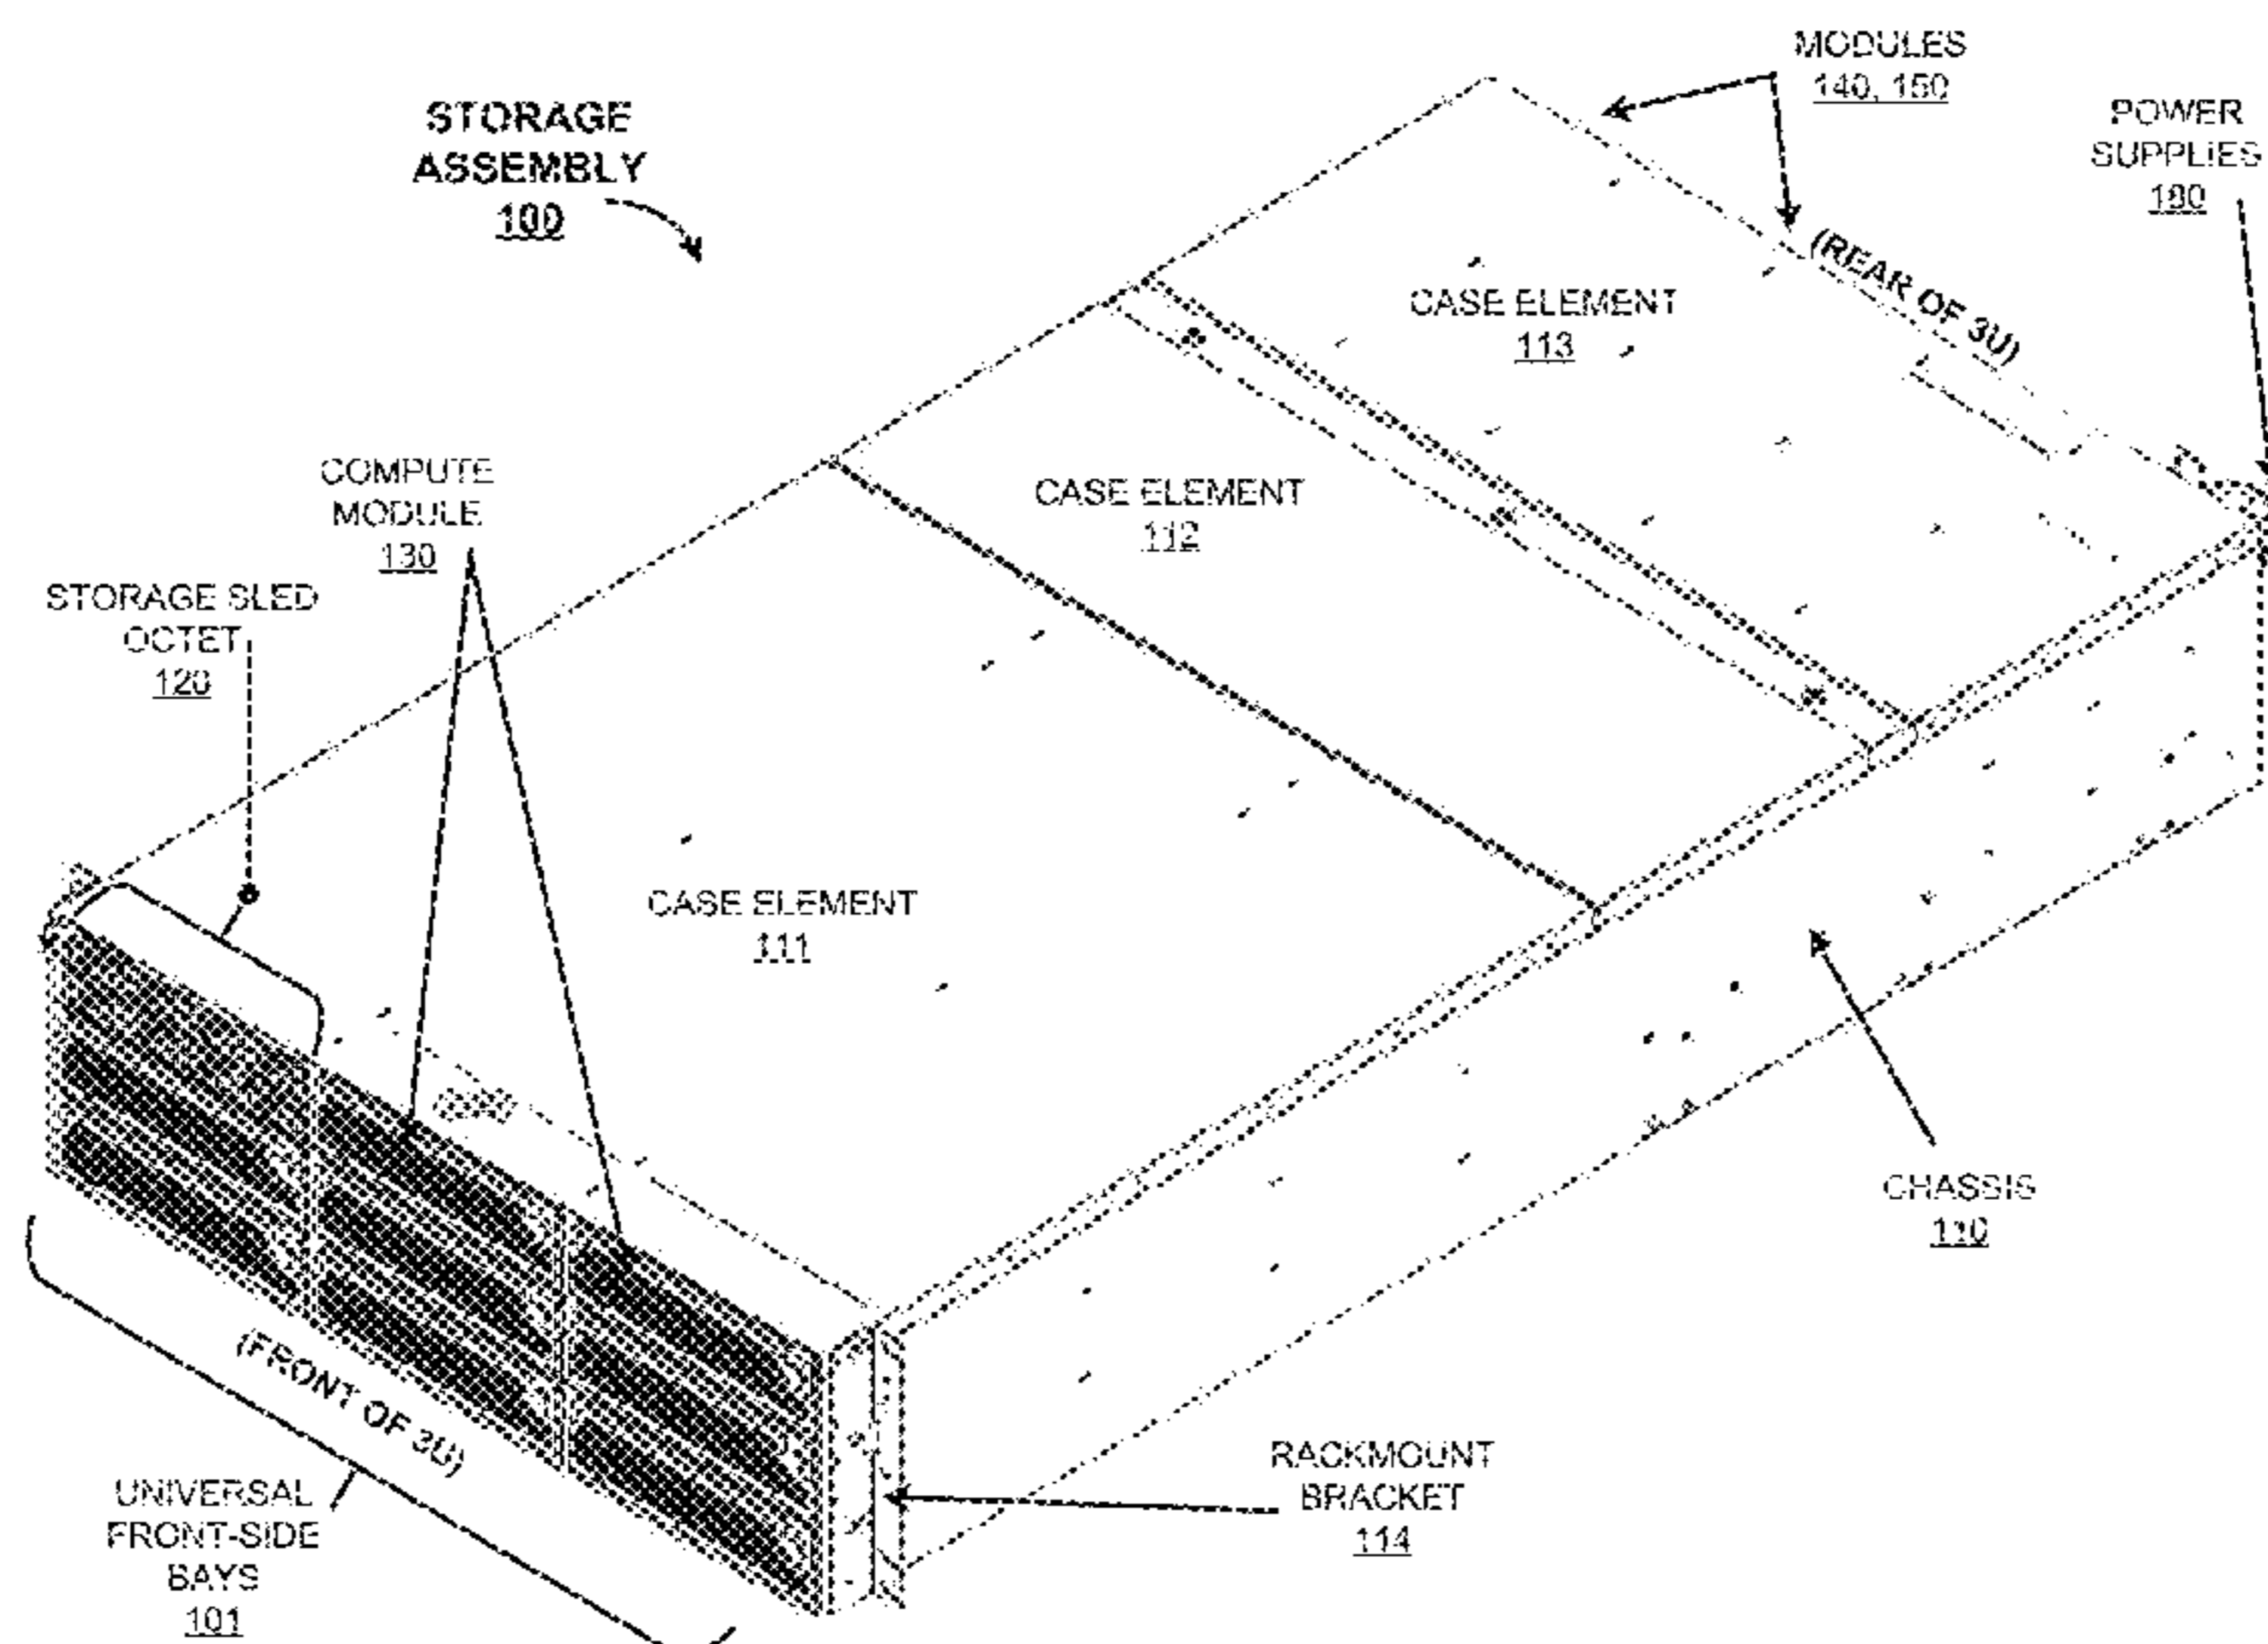 MODULES
140, 150
POWER
SUPPLIES
180
STORAGE
ASSEMBLY
100
(REAR OF 3U)
CASE ELEMENT
113
COMPUTE
MODULE
130
CASE ELEMENT
112
STORAGE SLED
OCTET
120
CASE ELEMENT
111
CHASSIS
110
(FRONT OF 3U)
RACKMOUNT
BRACKET
114
UNIVERSAL
FRONT-SIDE
BAYS
101